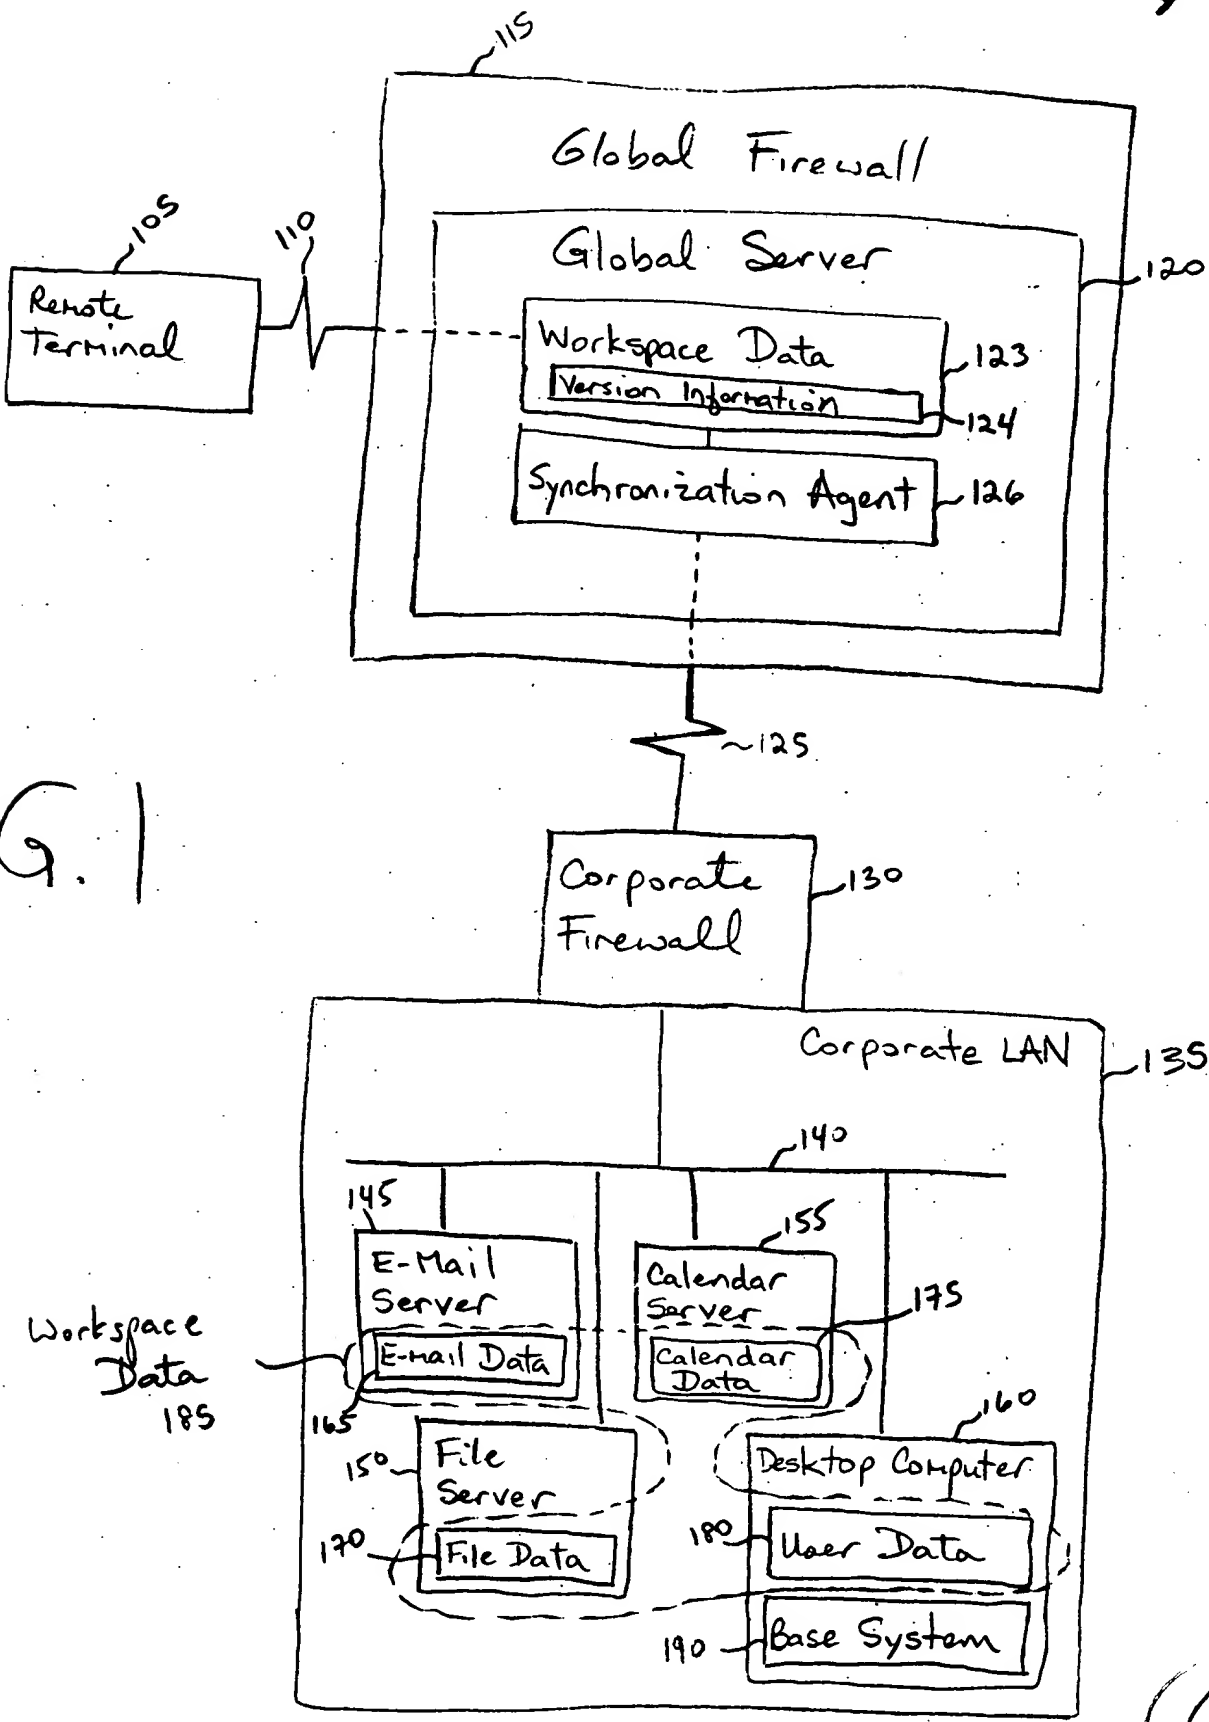 115
Global Firewall
105
110
Global Server
120
Remote
Terminal
Workspace Data
123
Version Information
124
Synchronization Agent
126
~125
G. 1
Corporate
Firewall
130
Corporate LAN
135
140
145
155
E-Mail
Server
Calendar
Server
175
Workspace
Data
185
E-Mail Data
Calendar
Data
165
160
150
File
Server
Desktop Computer
170
File Data
180
User Data
190
Base System